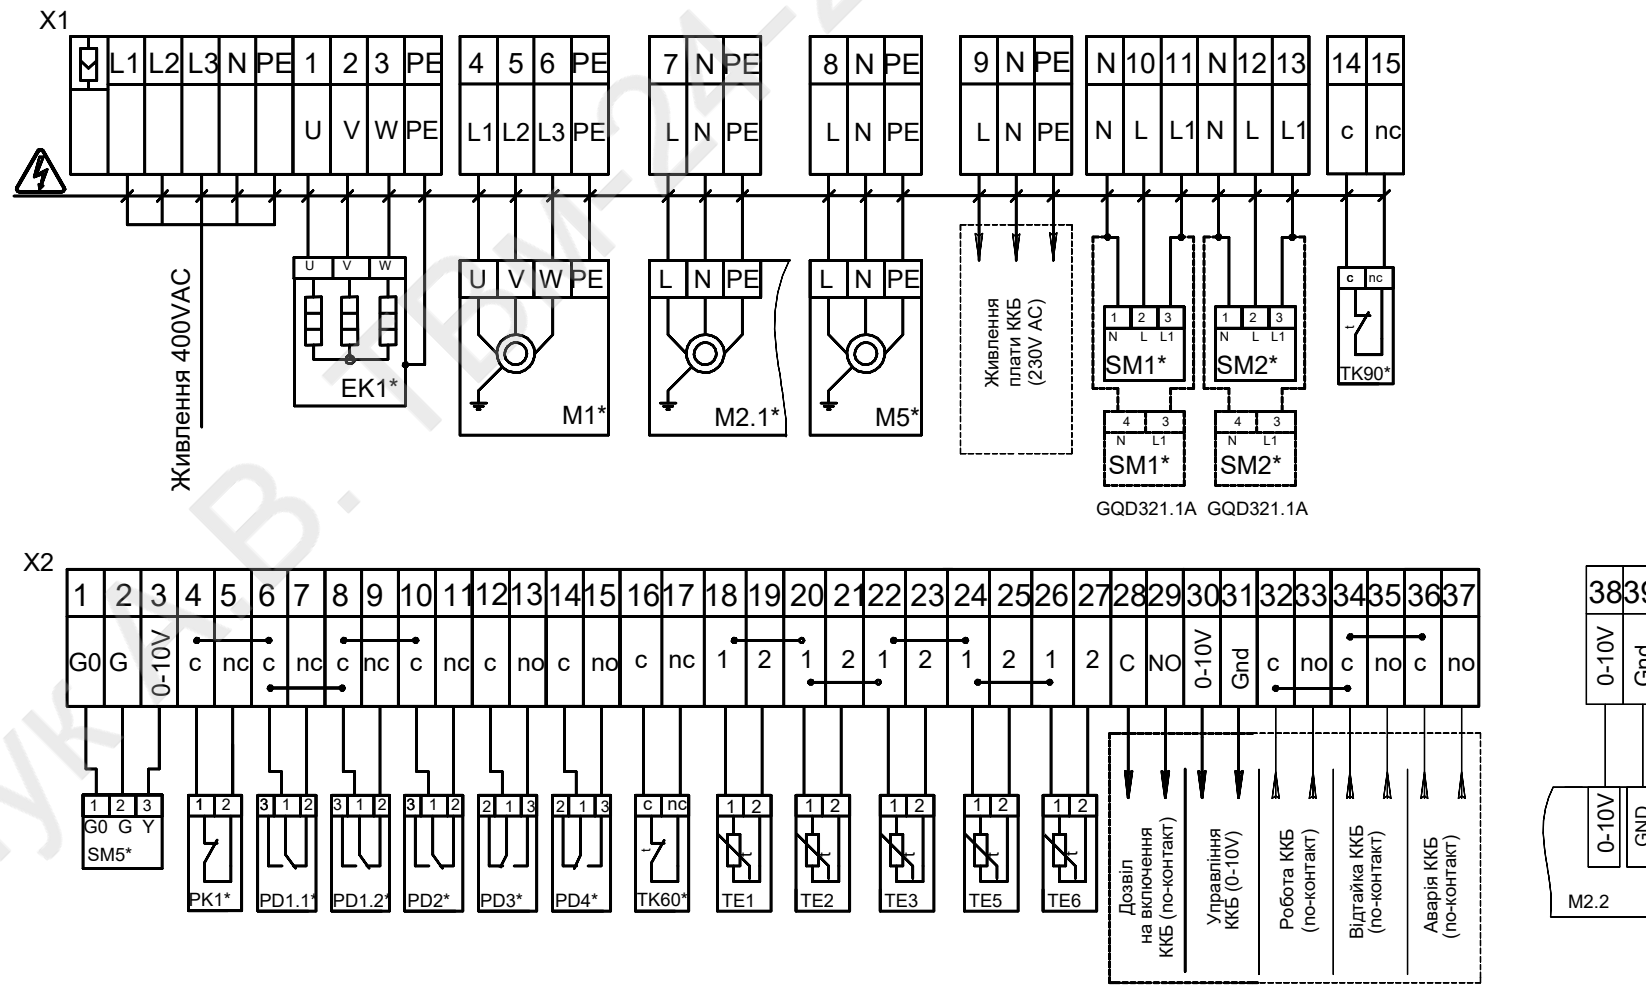 X1
L1 L2 L3 N PE 1 2 3 PE 4 5 6 PE 7 N PE 8 N PE 9 N PE N 10 11 N 12 13 14 15
U V W PE L1 L2 L3 PE L N PE L N PE L N PE N L L1 N L L1 c nc
Живлення 400VAC
U V W
EK1*
U V W PE
M1*
L N PE
M2.1*
L N PE
M5*
Живлення
плати ККБ
(230V AC)
1 2 3
N L L1
SM1*
4 3
N L1
SM1*
GQD321.1A
1 2 3
N L L1
SM2*
4 3
N L1
SM2*
GQD321.1A
c nc
t
TK90*
X2
1 2 3 4 5 6 7 8 9 10 11 12 13 14 15 16 17 18 19 20 21 22 23 24 25 26 27 28 29 30 31 32 33 34 35 36 37
G0 G 0-10V c nc c nc c nc c nc c no c no c nc 1 2 1 2 1 2 1 2 1 2 C NO 0-10V Gnd c no c no c no
1 2 3
G0 G Y
SM5*
1 2
PK1*
3 1 2
PD1.1*
3 1 2
PD1.2*
3 1 2
PD2*
2 1 3
PD3*
2 1 3
PD4*
c nc
t
TK60*
1 2
t
TE1
1 2
t
TE2
1 2
t
TE3
1 2
t
TE5
1 2
t
TE6
Дозвіл
на включення
ККБ (no-контакт)
Управління
ККБ (0-10V)
Робота ККБ
(no-контакт)
Відтайка ККБ
(no-контакт)
Аварія ККБ
(no-контакт)
38 39
0-10V Gnd
0-10V GND
M2.2
ук А.В. ТВМ-24-2